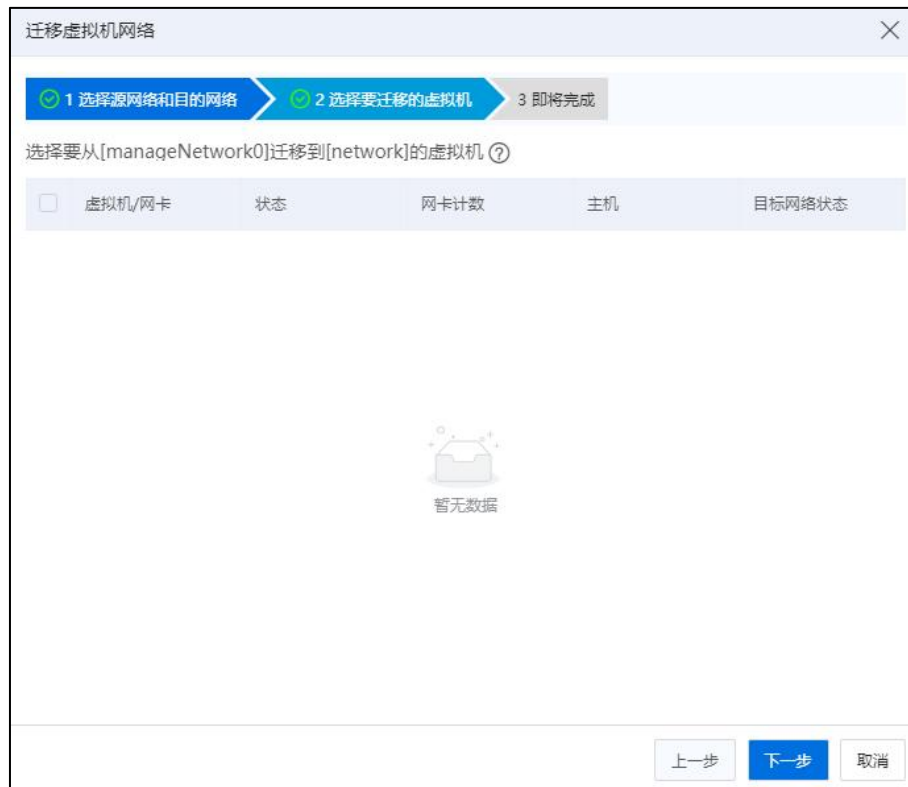 迁移虚拟机网络
1 选择源网络和目的网络 2 选择要迁移的虚拟机 3 即将完成
选择要从[manageNetwork0]迁移到[network]的虚拟机
虚拟机/网卡 状态 网卡计数 主机 目标网络状态
暂无数据
上一步 下一步 取消